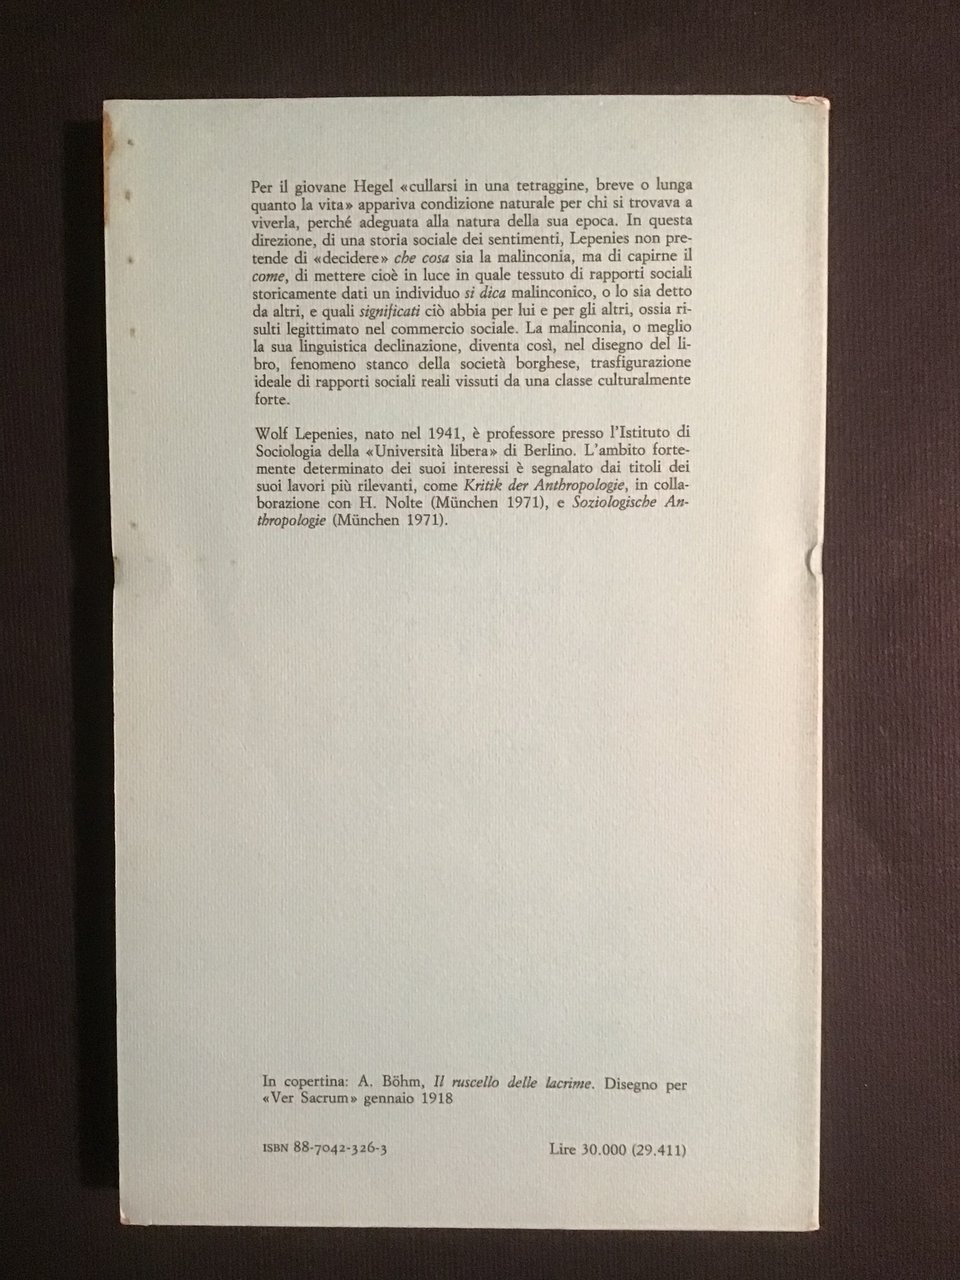 Per il giovane Hegel «cullarsi in una tetraggine, breve o lunga
quanto la vita» appariva condizione naturale per chi si trovava a
viverla, perché adeguata alla natura della sua epoca. In questa
direzione, di una storia sociale dei sentimenti, Lepenies non pre-
tende di «decidere» che cosa sia la malinconia, ma di capirne il
come, di mettere cioè in luce in quale tessuto di rapporti sociali
storicamente dati un individuo si dica malinconico, o lo sia detto
da altri, e quali significati ciò abbia per lui e per gli altri, ossia ri-
sulti legittimato nel commercio sociale. La malinconia, o meglio
la sua linguistica declinazione, diventa così, nel disegno del li-
bro, fenomeno stanco della società borghese, trasfigurazione
ideale di rapporti sociali reali vissuti da una classe culturalmente
forte.
Wolf Lepenies, nato nel 1941, è professore presso l'Istituto di
Sociologia della «Università libera» di Berlino. L'ambito forte-
mente determinato dei suoi interessi è segnalato dai titoli dei
suoi lavori più rilevanti, come Kritik der Anthropologie, in colla-
borazione con H. Nolte (München 1971), e Soziologische An-
thropologie (München 1971).
In copertina: A. Böhm, Il ruscello delle lacrime. Disegno per
«Ver Sacrum» gennaio 1918
ISBN 88-7042-326-3 Lire 30.000 (29.411)